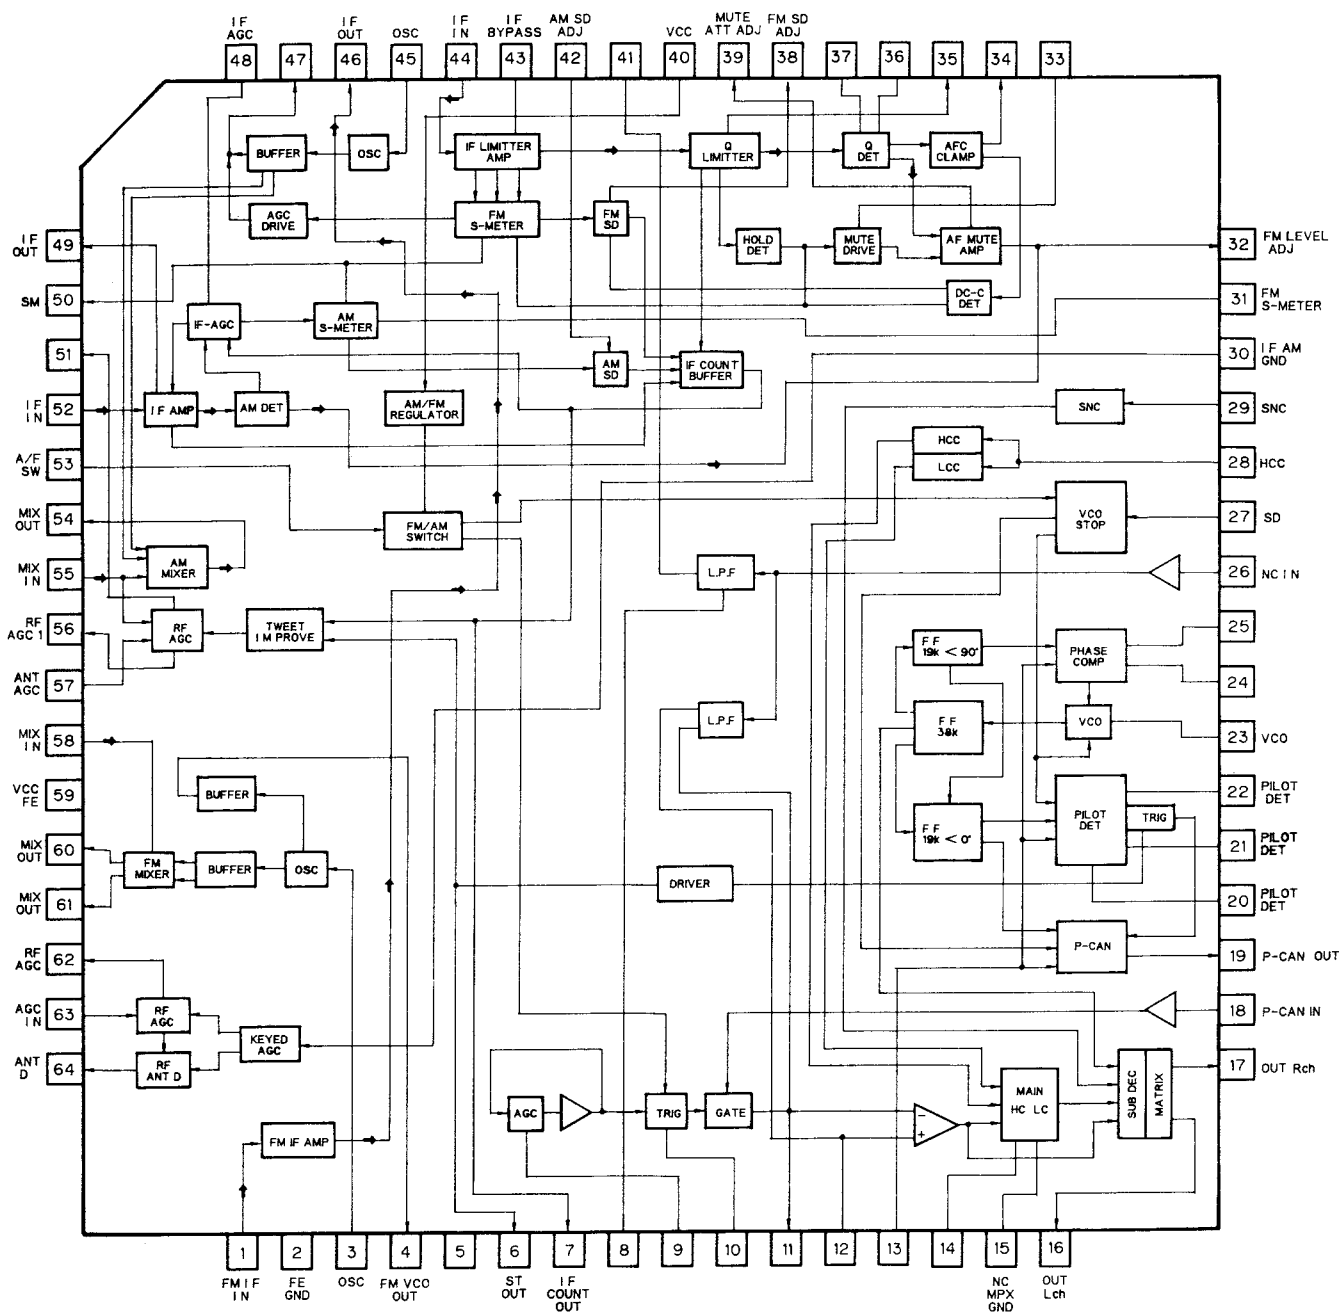 IF
AGC
IF
OUT
OSC
IF
IN
IF
BYPASS
AM SD
ADJ
VCC
MUTE
ATT ADJ
FM SD
ADJ
48
47
46
45
44
43
42
41
40
39
38
37
36
35
34
33
BUFFER
OSC
IF LIMITTER
AMP
Q
LIMITTER
Q
DET
AFC
CLAMP
AGC
DRIVE
FM
S-METER
FM
SD
HOLD
DET
MUTE
DRIVE
AF MUTE
AMP
DC-C
DET
IF-AGC
AM
S-METER
AM
SD
IF COUNT
BUFFER
IF AMP
AM DET
AM/FM
REGULATOR
SNC
HCC
LCC
FM/AM
SWITCH
VCO
STOP
AM
MIXER
L.P.F
RF
AGC
TWEET
IMPROVE
FF
19k < 90°
PHASE
COMP
L.P.F
FF
38k
VCO
BUFFER
FF
19k < 0°
PILOT
DET
TRIG
FM
MIXER
BUFFER
OSC
DRIVER
P-CAN
RF
AGC
KEYED
AGC
RF
ANT D
AGC
TRIG
GATE
-
+
MAIN
HC LC
SUB DEC
MATRIX
FM IF AMP
IF
OUT
49
SM
50
51
IF
IN
52
A/F
SW
53
MIX
OUT
54
MIX
IN
55
RF
AGC 1
56
ANT
AGC
57
MIX
IN
58
VCC
FE
59
MIX
OUT
60
MIX
OUT
61
RF
AGC
62
AGC
IN
63
ANT
D
64
32
FM LEVEL
ADJ
31
FM
S-METER
30
IF AM
GND
29
SNC
28
HCC
27
SD
26
NC IN
25
24
23
VCO
22
PILOT
DET
21
PILOT
DET
20
PILOT
DET
19
P-CAN OUT
18
P-CAN IN
17
OUT Rch
1
2
3
4
5
6
7
8
9
10
11
12
13
14
15
16
FM IF
IN
FE
GND
OSC
FM VCO
OUT
ST
OUT
IF
COUNT
OUT
NC
MPX
GND
OUT
Lch